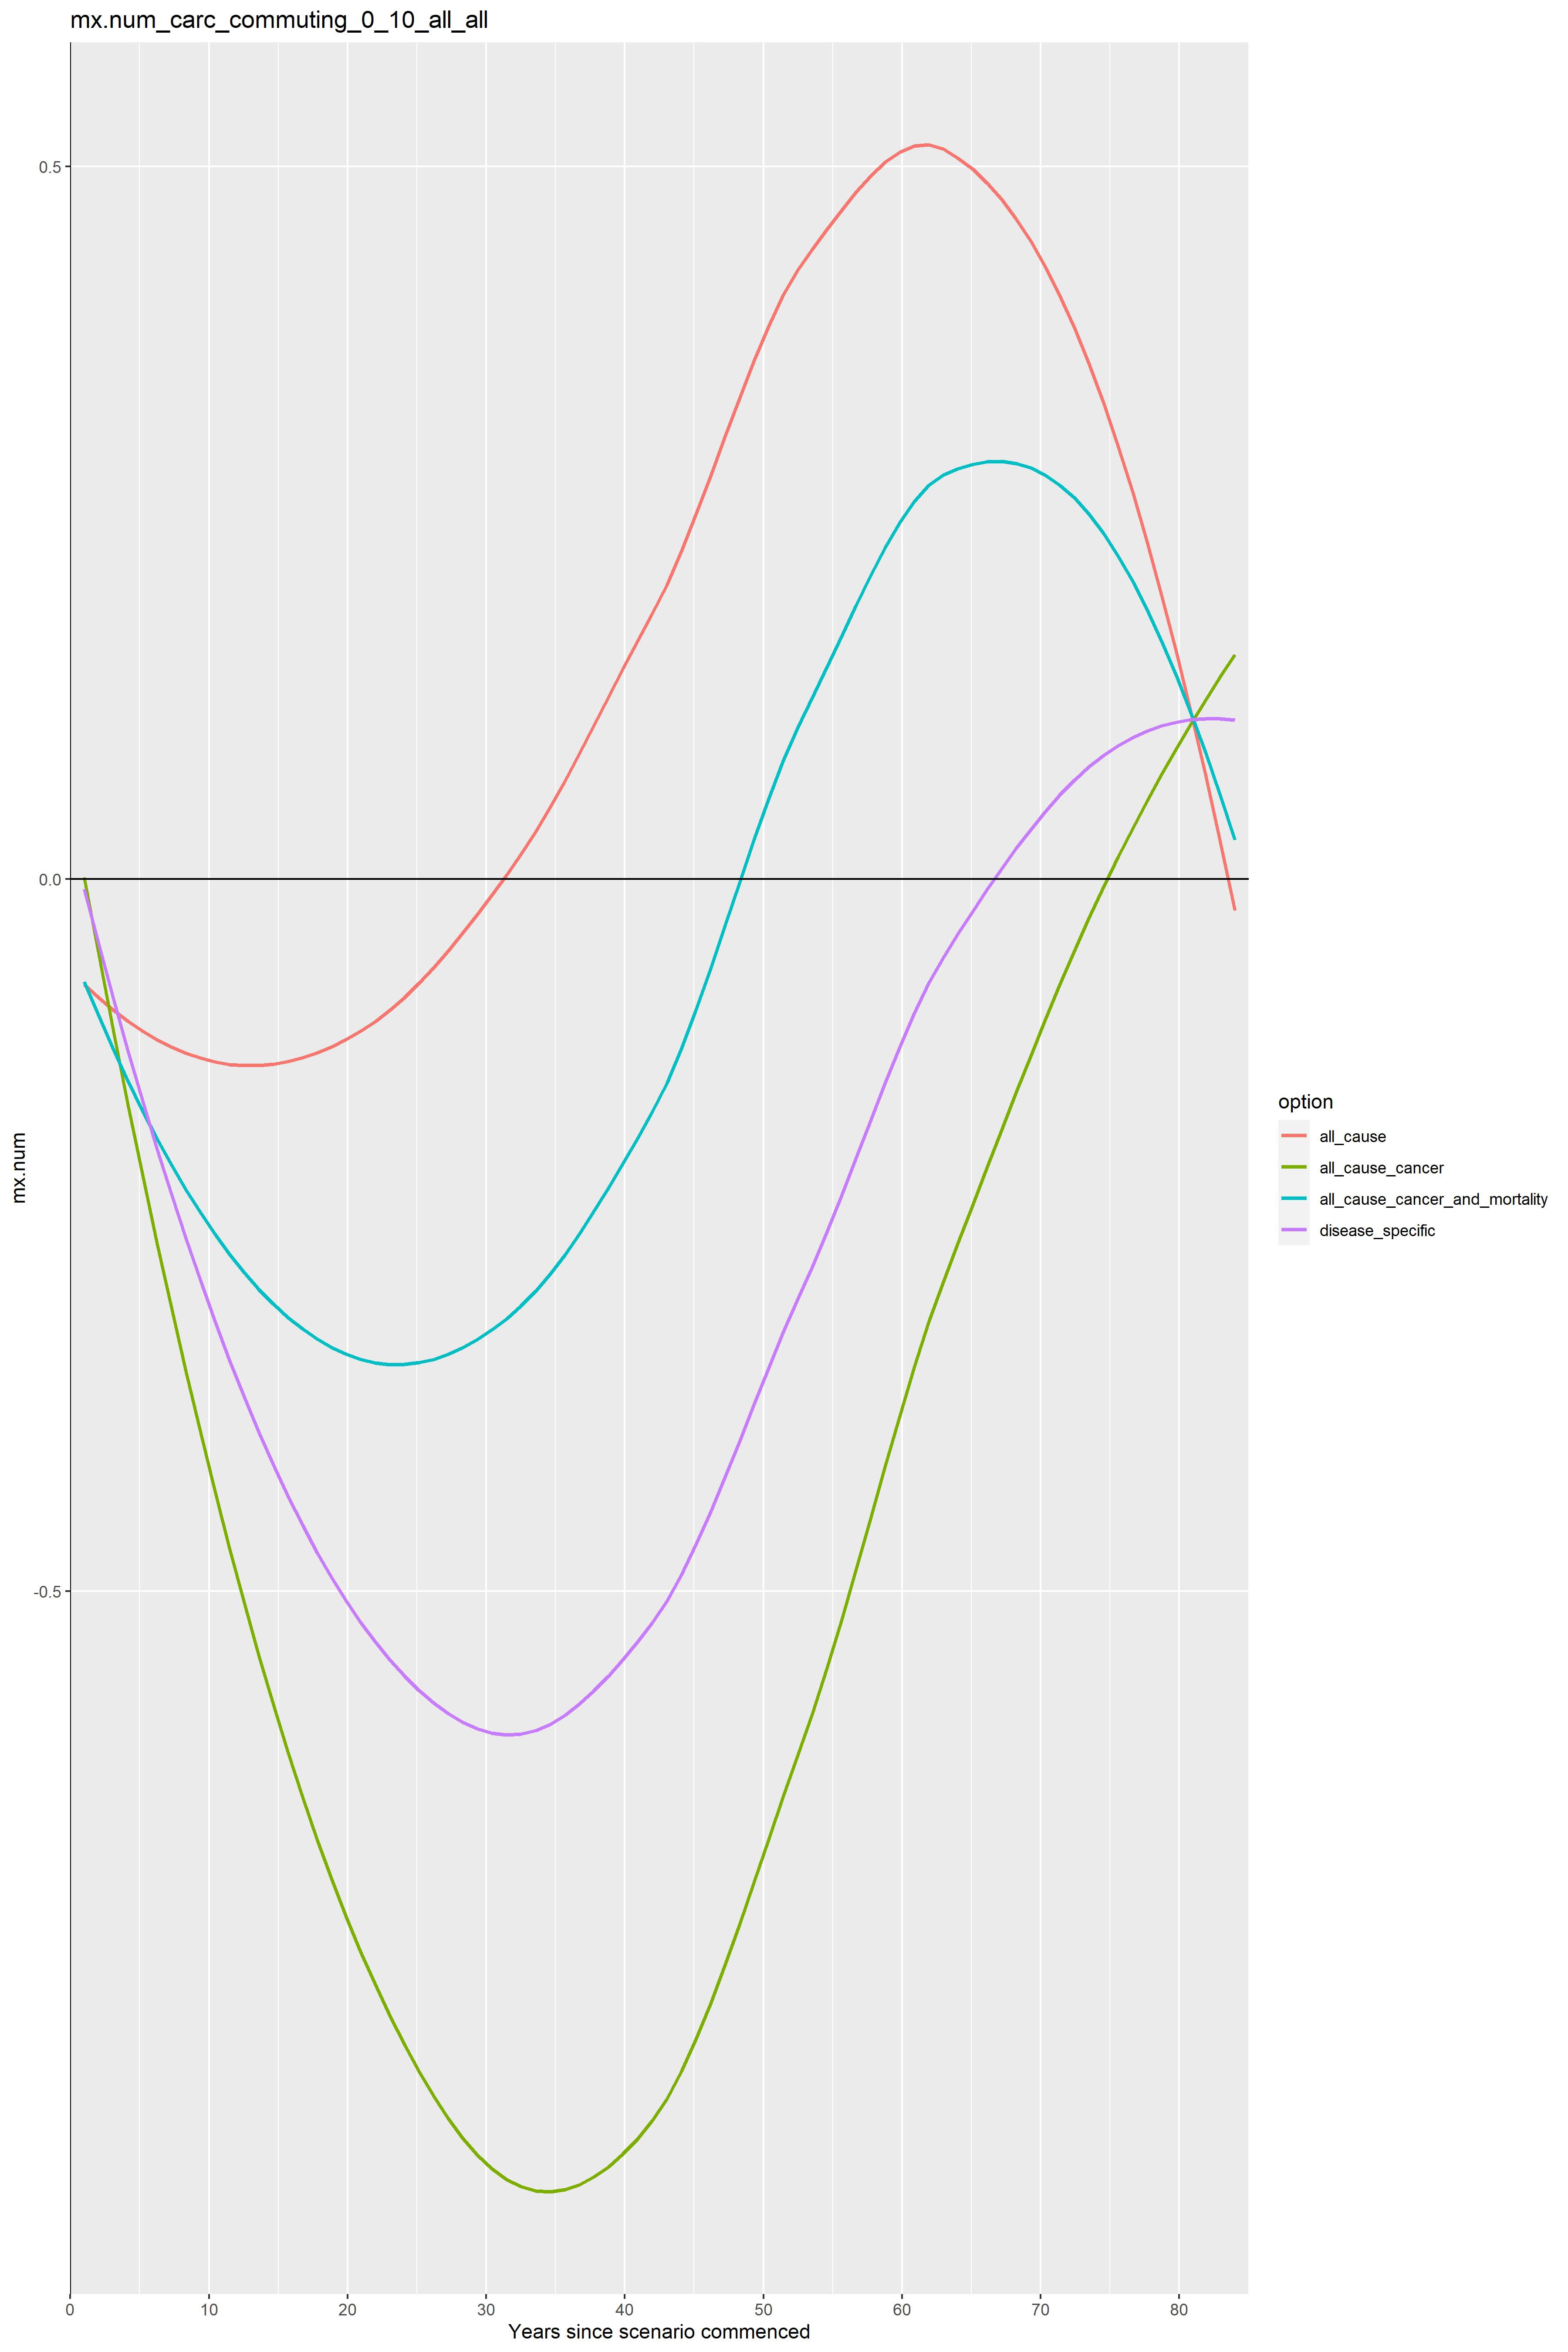 mx.num_carc_commuting_0_10_all_all
mx.num
0.5
0.0
-0.5
0 10 20 30 40 50 60 70 80
Years since scenario commenced
option
all_cause
all_cause_cancer
all_cause_cancer_and_mortality
disease_specific